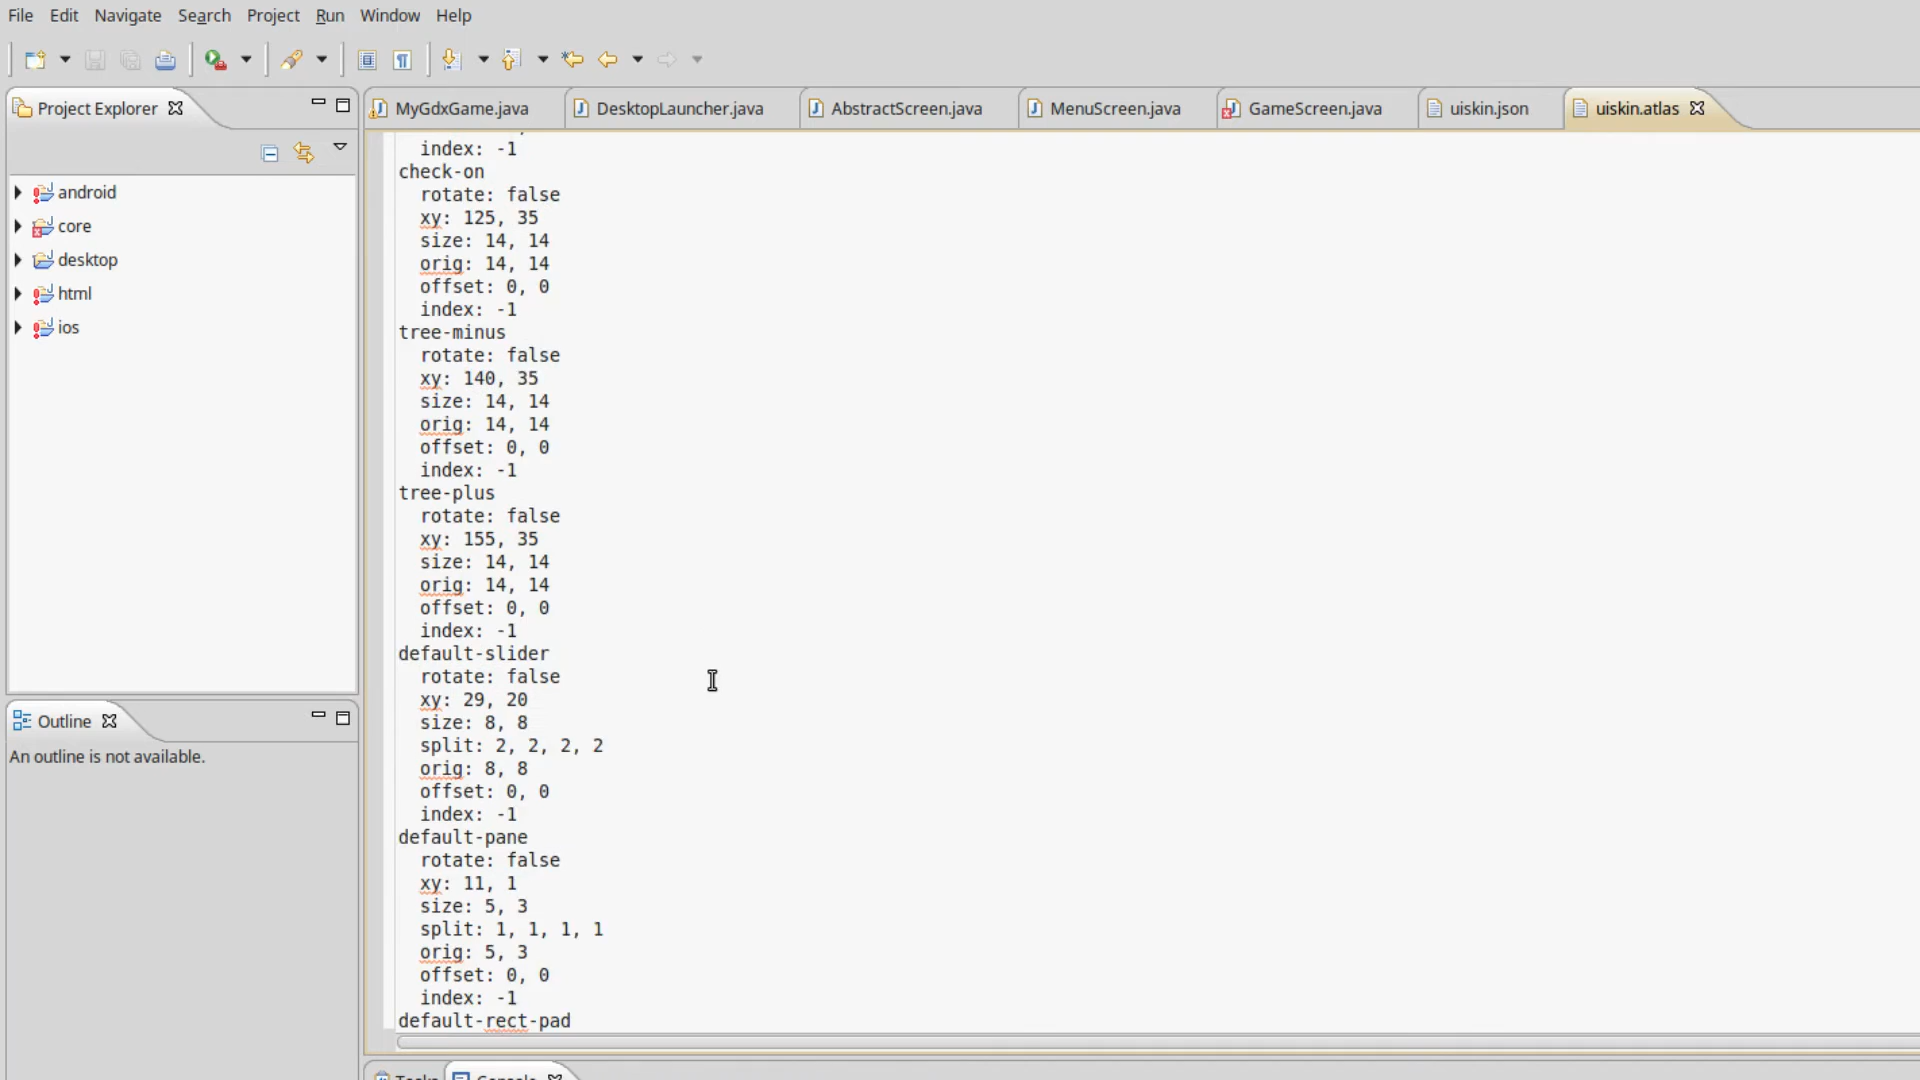 File Edit Navigate Search Project Run Window Help
Project Explorer
MyGdxGame.java DesktopLauncher.java AbstractScreen.java MenuScreen.java GameScreen.java uiskin.json uiskin.atlas
android
core
desktop
html
ios
Outline
An outline is not available.
index: -1
check-on
rotate: false
xy: 125, 35
size: 14, 14
orig: 14, 14
offset: 0, 0
index: -1
tree-minus
rotate: false
xy: 140, 35
size: 14, 14
orig: 14, 14
offset: 0, 0
index: -1
tree-plus
rotate: false
xy: 155, 35
size: 14, 14
orig: 14, 14
offset: 0, 0
index: -1
default-slider
rotate: false
xy: 29, 20
size: 8, 8
split: 2, 2, 2, 2
orig: 8, 8
offset: 0, 0
index: -1
default-pane
rotate: false
xy: 11, 1
size: 5, 3
split: 1, 1, 1, 1
orig: 5, 3
offset: 0, 0
index: -1
default-rect-pad
Tasks Console